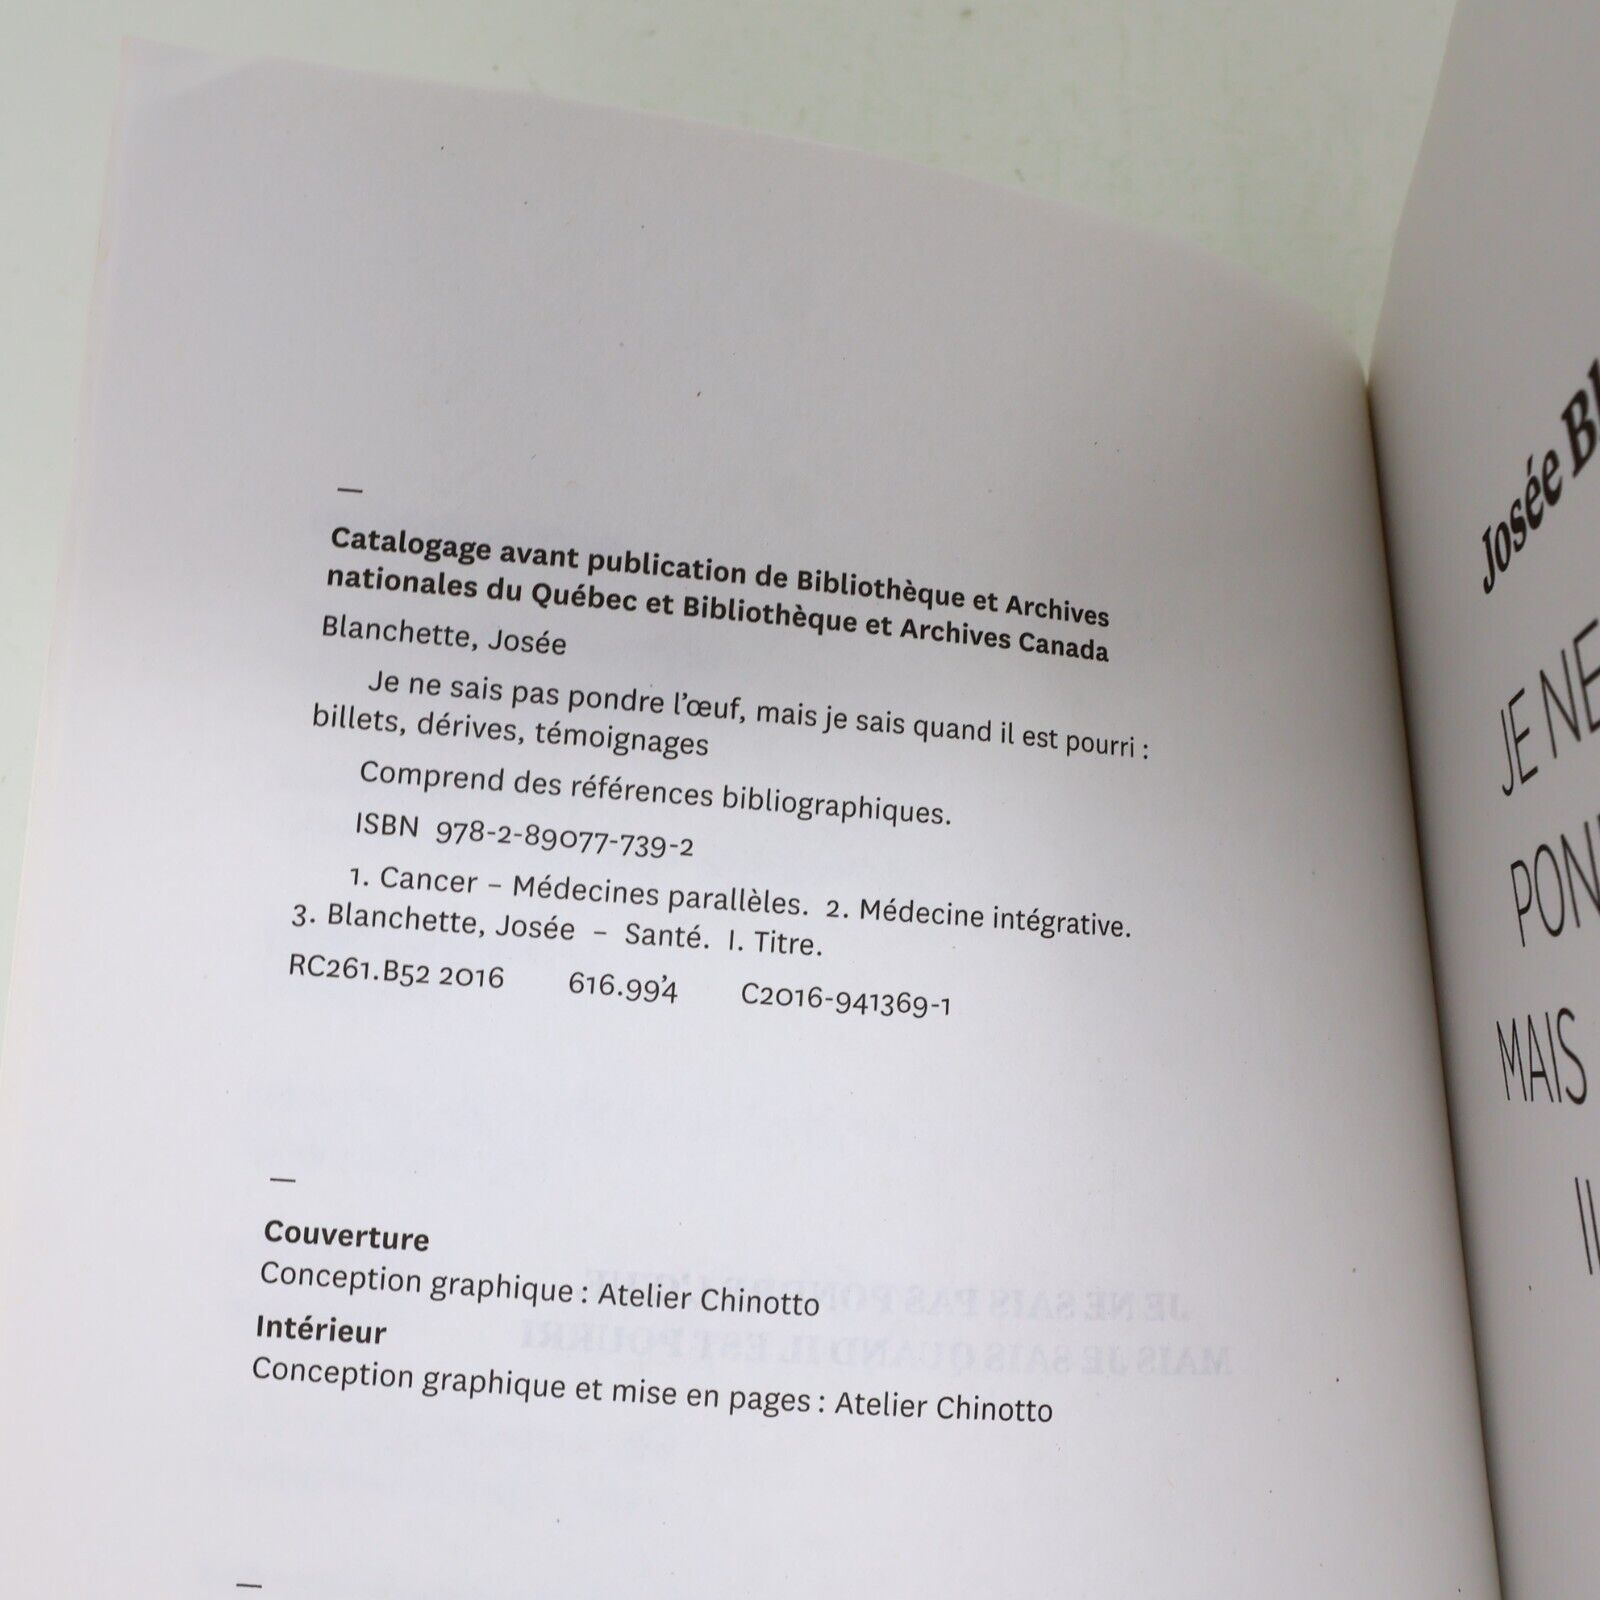 —
Catalogage avant publication de Bibliothèque et Archives
nationales du Québec et Bibliothèque et Archives Canada
Blanchette, Josée
Je ne sais pas pondre l’œuf, mais je sais quand il est pourri :
billets, dérives, témoignages
Comprend des références bibliographiques.
ISBN 978-2-89077-739-2
1. Cancer – Médecines parallèles. 2. Médecine intégrative.
3. Blanchette, Josée – Santé. I. Titre.
RC261.B52 2016 616.99’4 C2016-941369-1
—
Couverture
Conception graphique : Atelier Chinotto
Intérieur
Conception graphique et mise en pages : Atelier Chinotto
—
Josée Bl
JE NE
PON
MAIS
IL